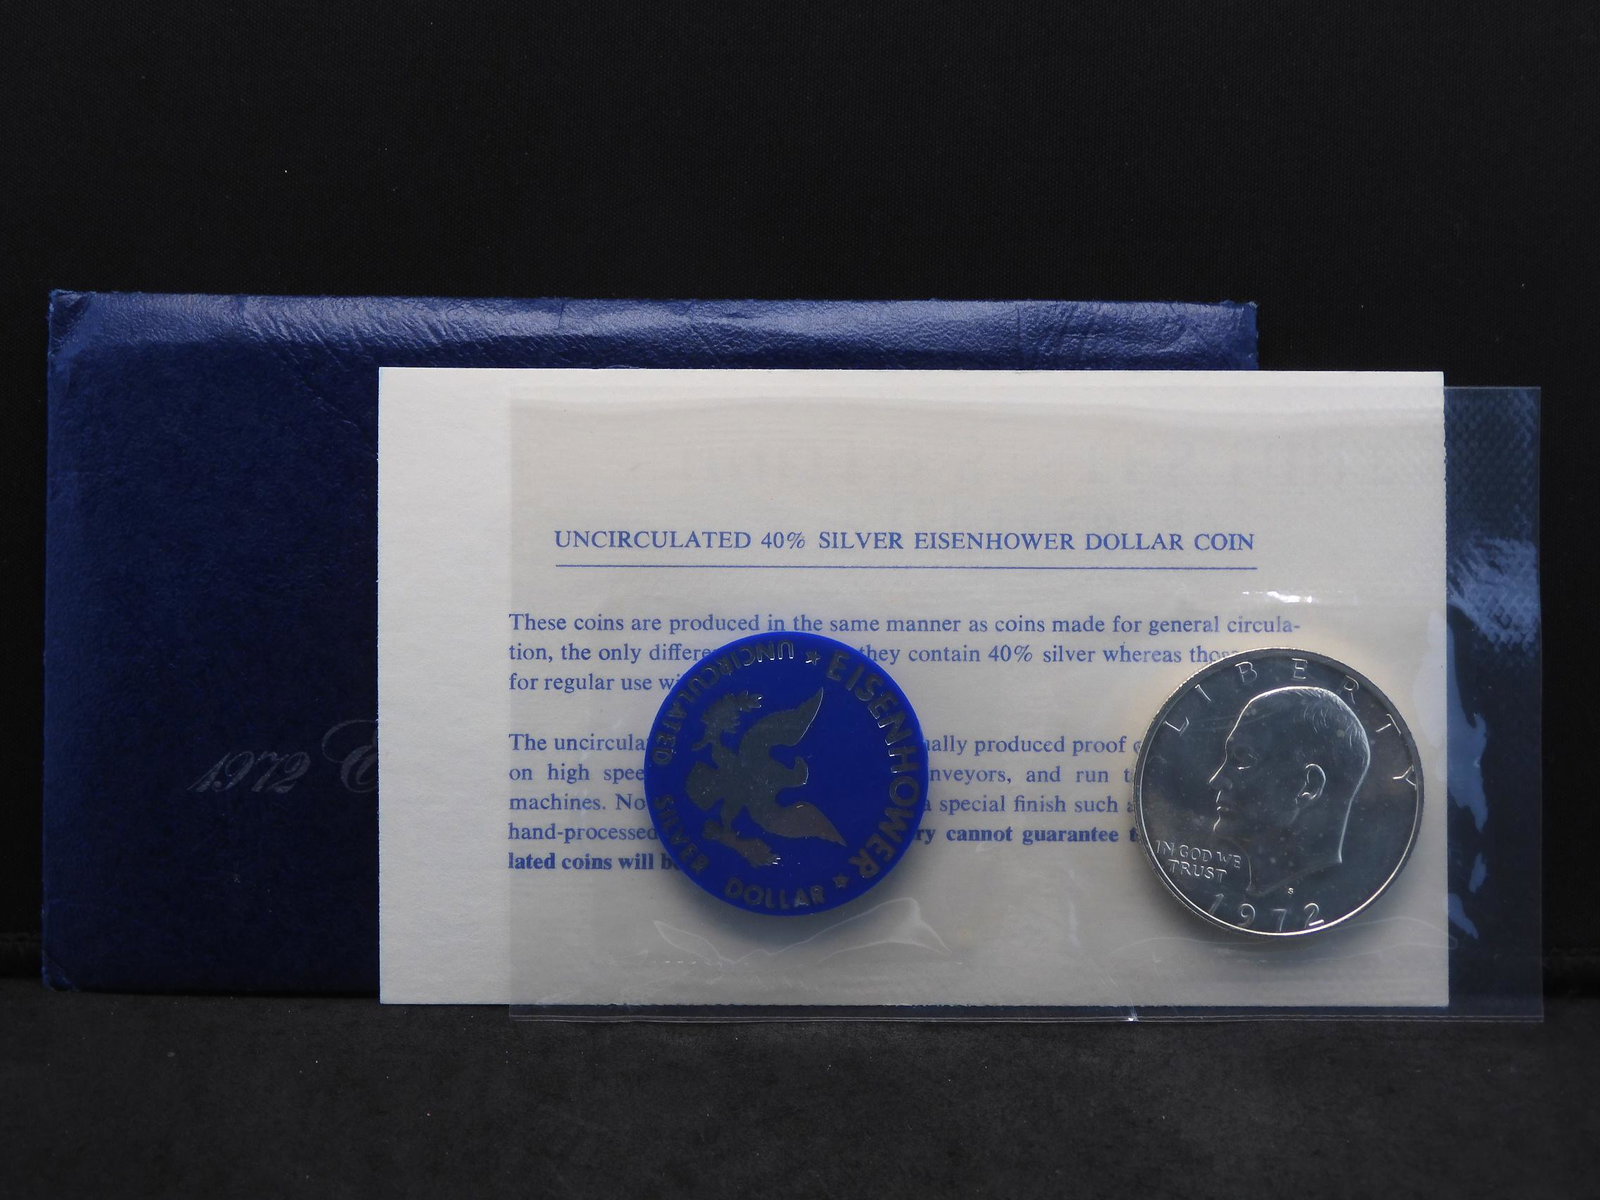 1972 E
UNCIRCULATED 40% SILVER EISENHOWER DOLLAR COIN
These coins are produced in the same manner as coins made for general circula-
tion, the only differe they contain 40% silver whereas those
for regular use wi
The uncircula ally produced proof
on high spee nveyors, and run
machines. No a special finish such
hand-processed ry cannot guarantee
lated coins will b
EISENHOWER ★ UNCIRCULATED SILVER DOLLAR ★
LIBERTY
IN GOD WE
TRUST
S
1972